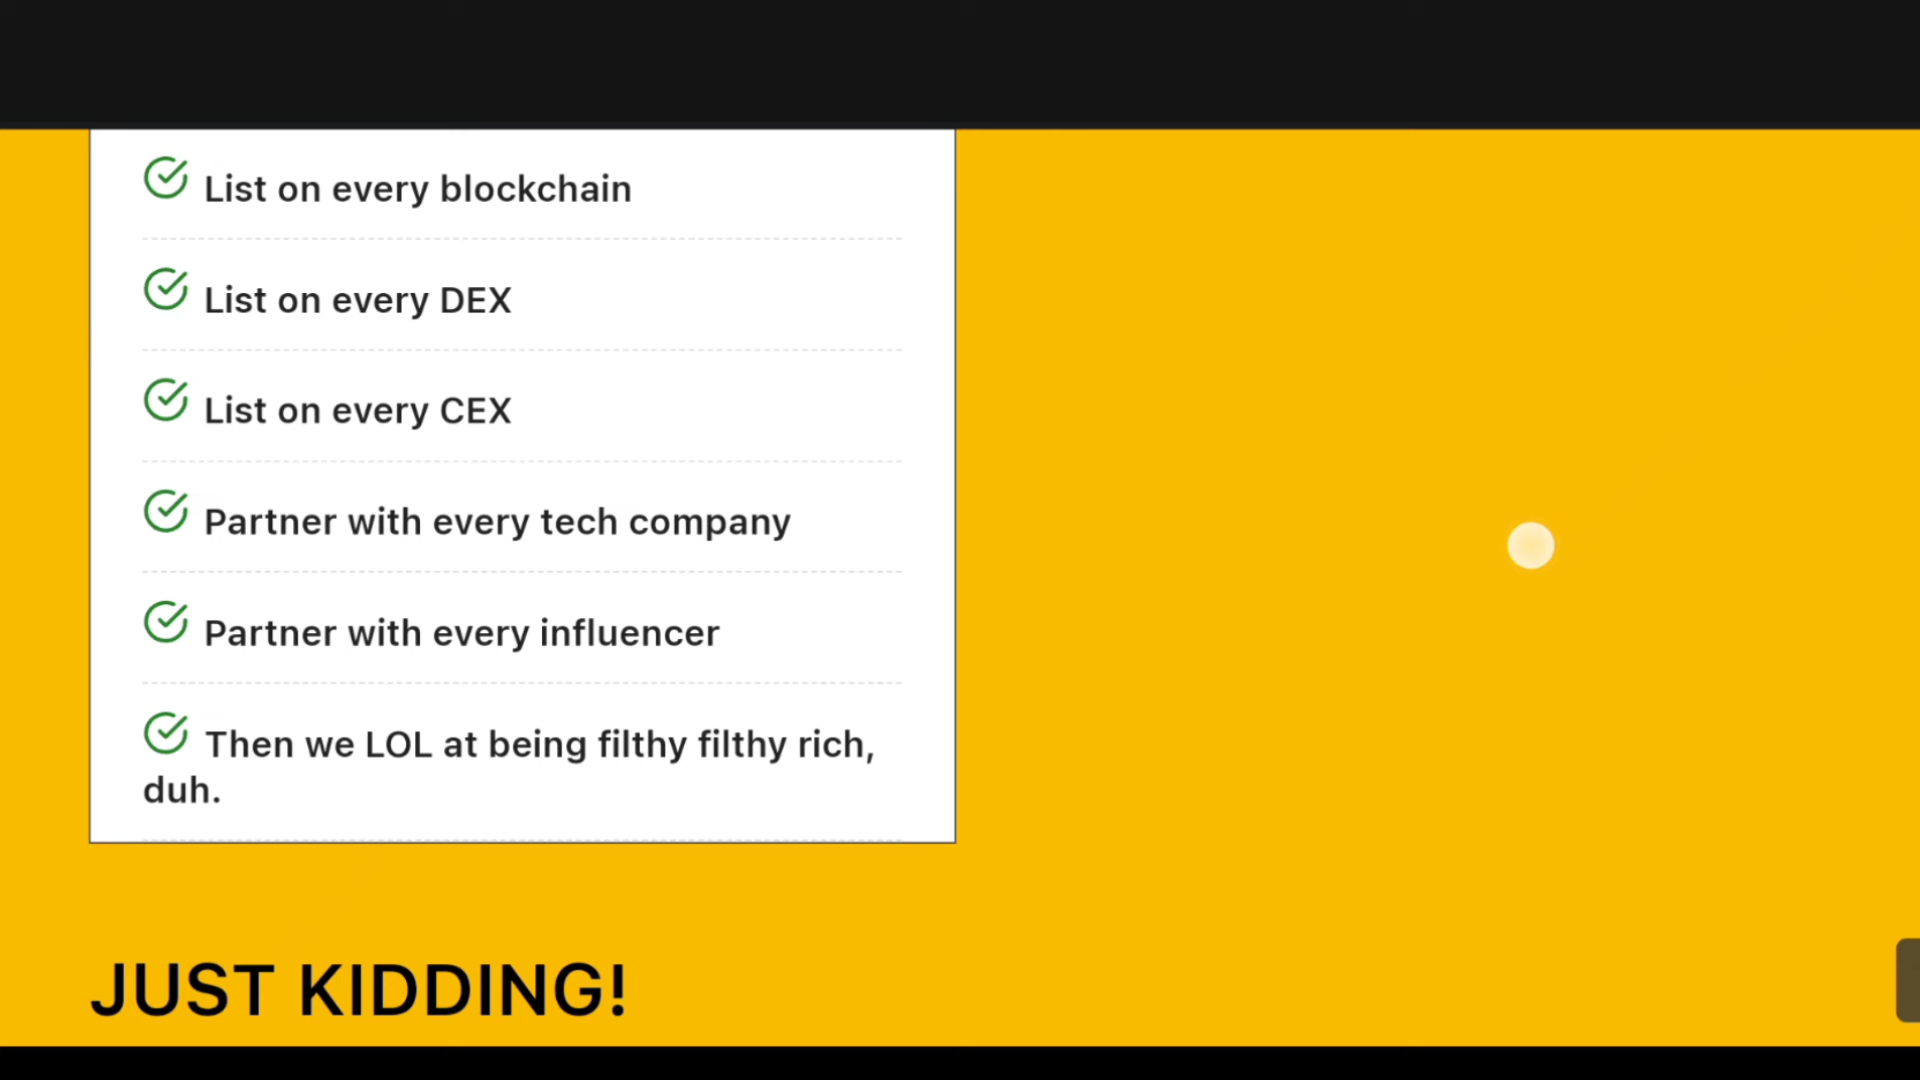 List on every blockchain
List on every DEX
List on every CEX
Partner with every tech company
Partner with every influencer
Then we LOL at being filthy filthy rich,
duh.
JUST KIDDING!